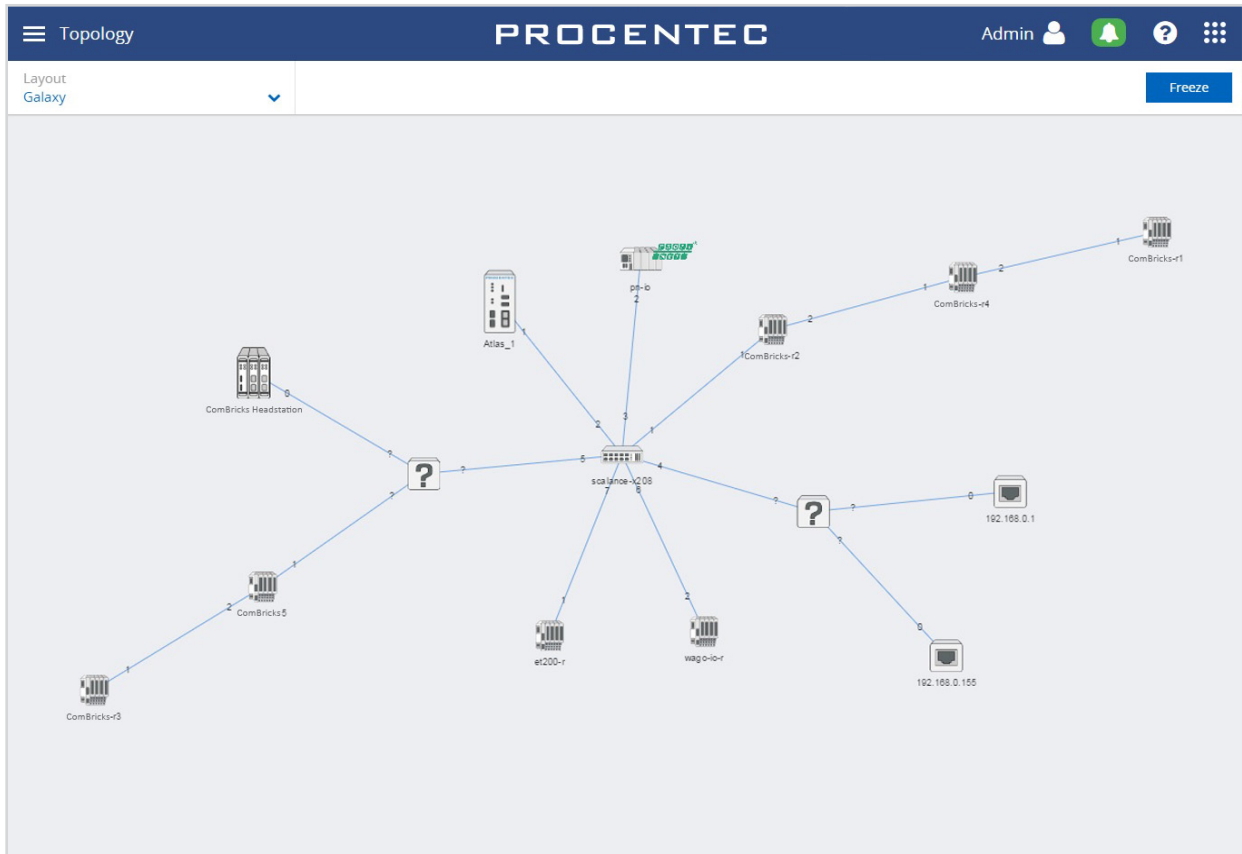 Topology
PROCENTEC
Admin
?
Layout
Galaxy
Freeze
1
ComBricks-r1
2
1
ComBricks-r4
2
1
ComBricks-r2
1
pn-io
2
Atlas_1
1
ComBricks Headstation
0
2
3
1
?
?
?
?
5
scalance-x208
4
7
6
?
?
?
?
0
192.168.0.1
0
192.168.0.155
1
2
ComBricks5
1
ComBricks-r3
1
et200-r
2
wago-io-r